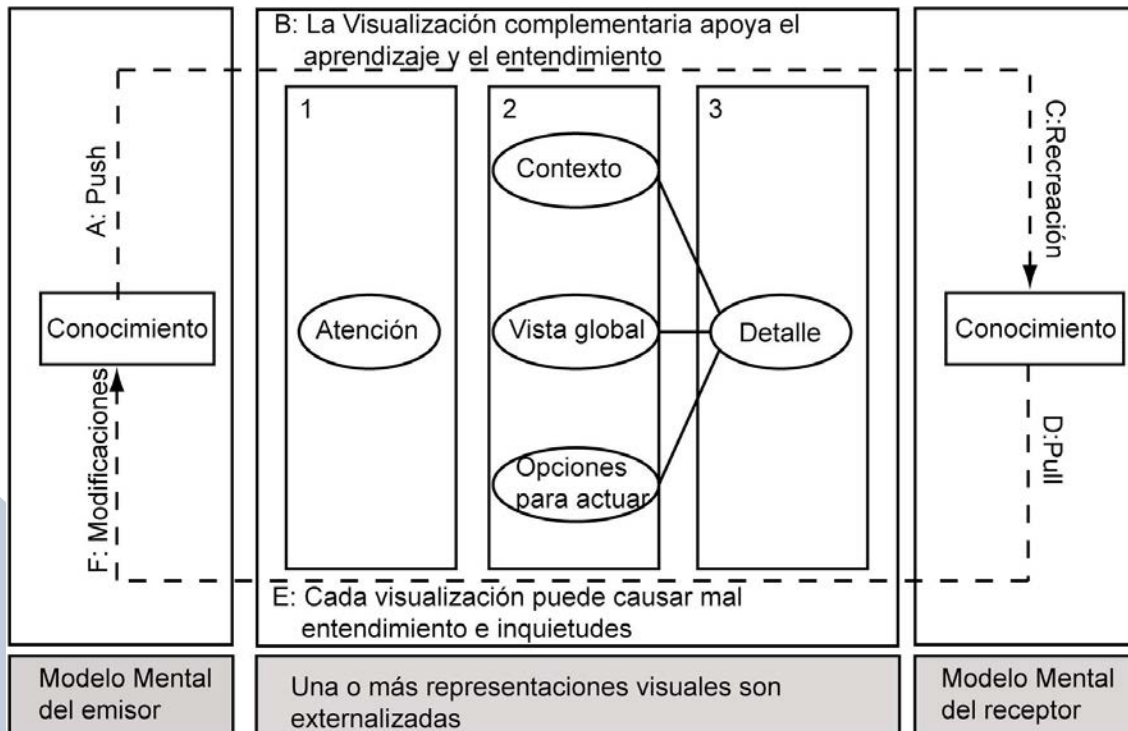 B: La Visualización complementaria apoya el
aprendizaje y el entendimiento
A: Push
Conocimiento
F: Modificaciones
1
Atención
2
Contexto
Vista global
Opciones
para actuar
3
Detalle
C:Recreación
Conocimiento
D:Pull
E: Cada visualización puede causar mal
entendimiento e inquietudes
Modelo Mental
del emisor
Una o más representaciones visuales son
externalizadas
Modelo Mental
del receptor